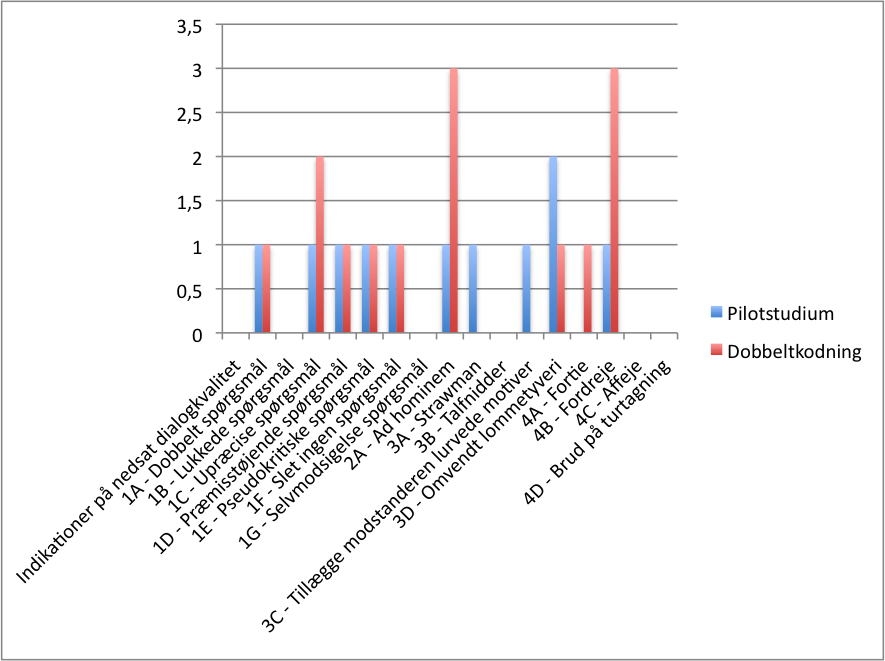 3,5
3
2,5
2
1,5
1
0,5
0
Indikationer på nedsat dialogkvalitet
1A - Dobbelt spørgsmål
1B - Lukkede spørgsmål
1C - Upræcise spørgsmål
1D - Præmisstøjende spørgsmål
1E - Pseudokritiske spørgsmål
1F - Slet ingen spørgsmål
1G - Selvmodsigelse spørgsmål
2A - Ad hominem
3A - Strawman
3B - Talfnidder
3C - Tillægge modstanderen lurvede motiver
3D - Omvendt lommetyveri
4A - Fortie
4B - Fordreje
4C - Affeje
4D - Brud på turtagning
Pilotstudium
Dobbeltkodning